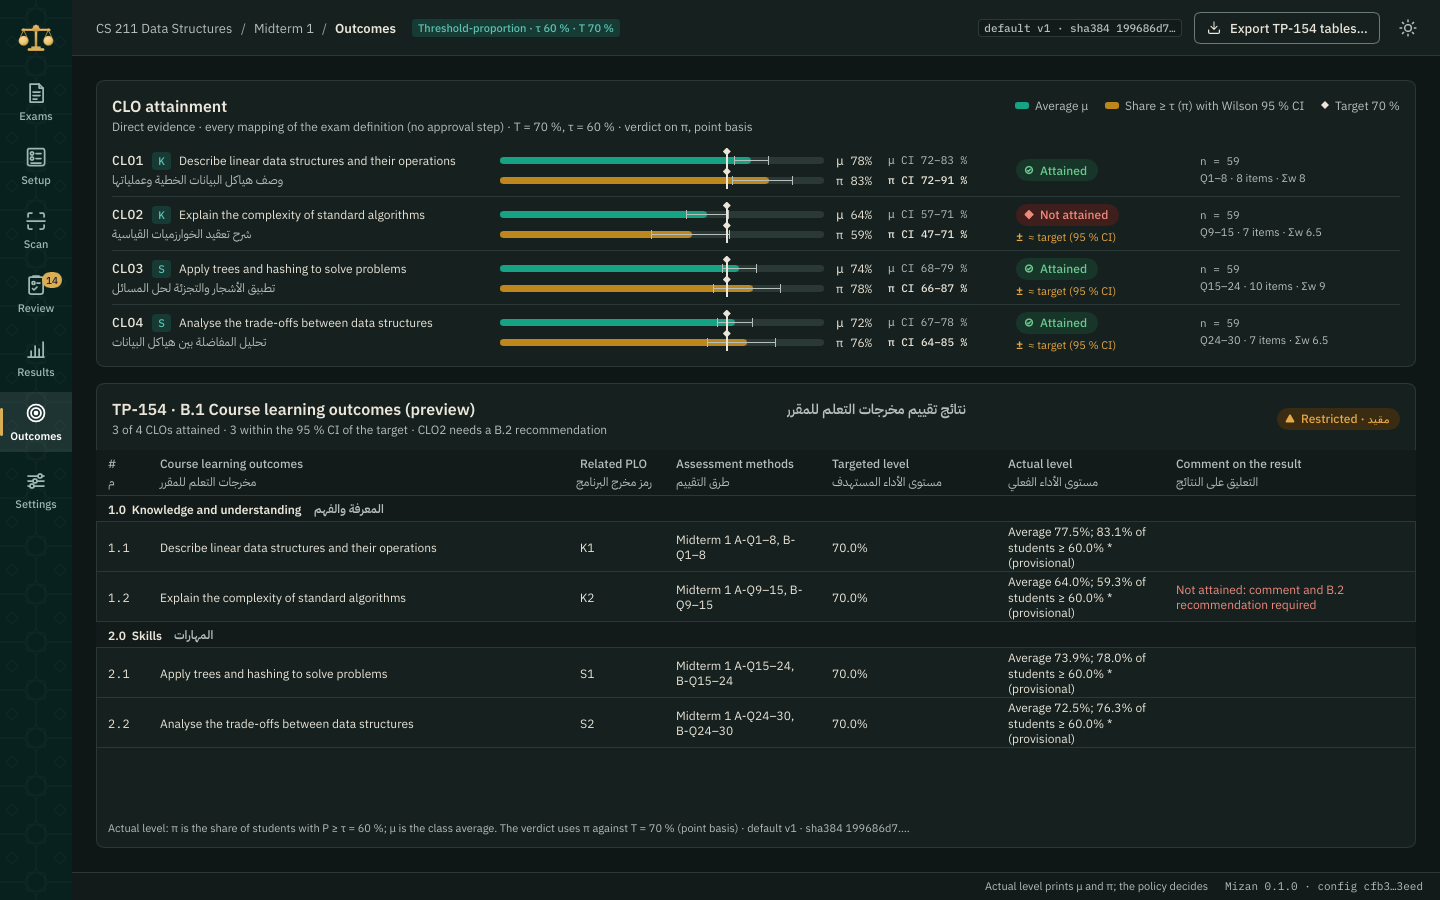 CS 211 Data Structures / Midterm 1 / Outcomes Threshold-proportion · τ 60 % · T 70 % default v1 · sha384 199686d7… Export TP-154 tables…
Exams
Setup
Scan
14
Review
Results
Outcomes
Settings
CLO attainment
Average μ Share ≥ τ (π) with Wilson 95 % CI Target 70 %
Direct evidence · every mapping of the exam definition (no approval step) · T = 70 %, τ = 60 % · verdict on π, point basis
CLO1 K Describe linear data structures and their operations
وصف هياكل البيانات الخطية وعملياتها
μ 78% μ CI 72–83 %
π 83% π CI 72–91 %
Attained
n = 59
Q1–8 · 8 items · Σw 8
CLO2 K Explain the complexity of standard algorithms
شرح تعقيد الخوارزميات القياسية
μ 64% μ CI 57–71 %
π 59% π CI 47–71 %
Not attained
± ≈ target (95 % CI)
n = 59
Q9–15 · 7 items · Σw 6.5
CLO3 S Apply trees and hashing to solve problems
تطبيق الأشجار والتجزئة لحل المسائل
μ 74% μ CI 68–79 %
π 78% π CI 66–87 %
Attained
± ≈ target (95 % CI)
n = 59
Q15–24 · 10 items · Σw 9
CLO4 S Analyse the trade-offs between data structures
تحليل المفاضلة بين هياكل البيانات
μ 72% μ CI 67–78 %
π 76% π CI 64–85 %
Attained
± ≈ target (95 % CI)
n = 59
Q24–30 · 7 items · Σw 6.5
TP-154 · B.1 Course learning outcomes (preview)
نتائج تقييم مخرجات التعلم للمقرر
3 of 4 CLOs attained · 3 within the 95 % CI of the target · CLO2 needs a B.2 recommendation
Restricted · مقيد
# Course learning outcomes Related PLO Assessment methods Targeted level Actual level Comment on the result
م مخرجات التعلم للمقرر رمز مخرج البرنامج طرق التقييم مستوى الأداء المستهدف مستوى الأداء الفعلي التعليق على النتائج
1.0 Knowledge and understanding المعرفة والفهم
1.1 Describe linear data structures and their operations K1
Midterm 1 A-Q1–8, B-
Q1–8
70.0%
Average 77.5%; 83.1% of
students ≥ 60.0% *
(provisional)
1.2 Explain the complexity of standard algorithms K2
Midterm 1 A-Q9–15, B-
Q9–15
70.0%
Average 64.0%; 59.3% of
students ≥ 60.0% *
(provisional)
Not attained: comment and B.2
recommendation required
2.0 Skills المهارات
2.1 Apply trees and hashing to solve problems S1
Midterm 1 A-Q15–24,
B-Q15–24
70.0%
Average 73.9%; 78.0% of
students ≥ 60.0% *
(provisional)
2.2 Analyse the trade-offs between data structures S2
Midterm 1 A-Q24–30,
B-Q24–30
70.0%
Average 72.5%; 76.3% of
students ≥ 60.0% *
(provisional)
Actual level: π is the share of students with P ≥ τ = 60 %; μ is the class average. The verdict uses π against T = 70 % (point basis) · default v1 · sha384 199686d7….
Actual level prints μ and π; the policy decides Mizan 0.1.0 · config cfb3…3eed